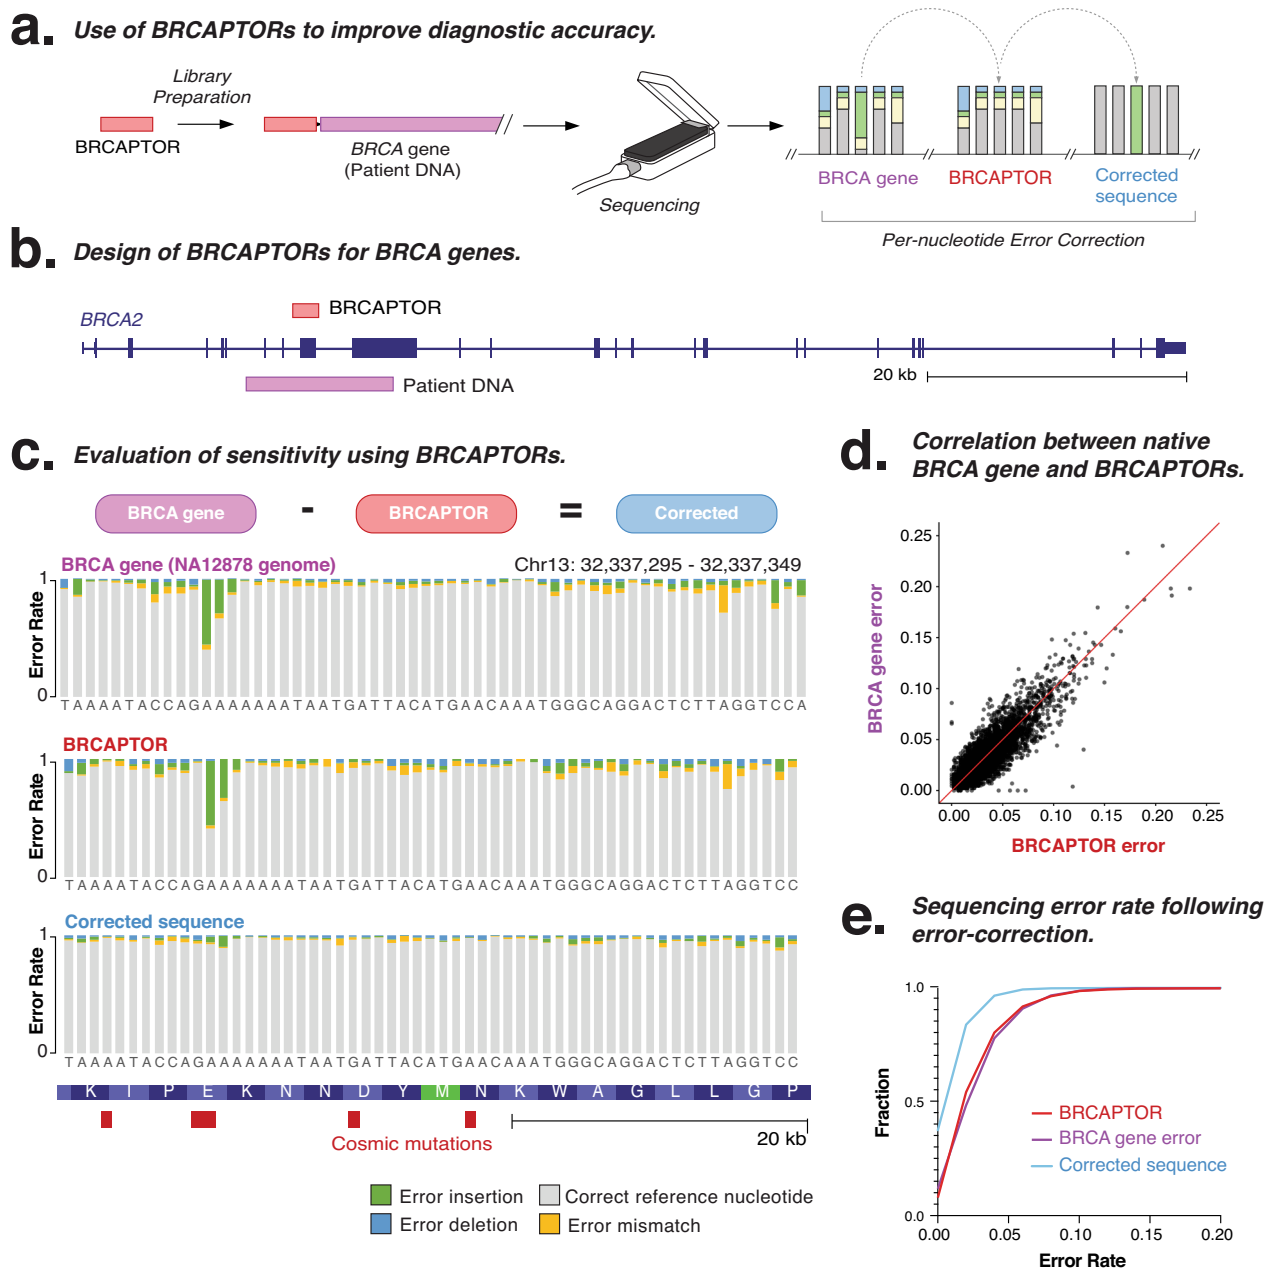 a. Use of BRCAPTORs to improve diagnostic accuracy.
Library
Preparation
BRCAPTOR
BRCA gene
(Patient DNA)
Sequencing
BRCA gene
BRCAPTOR
Corrected
sequence
Per-nucleotide Error Correction
b. Design of BRCAPTORs for BRCA genes.
BRCAPTOR
BRCA2
20 kb
Patient DNA
c. Evaluation of sensitivity using BRCAPTORs.
BRCA gene
-
BRCAPTOR
=
Corrected
BRCA gene (NA12878 genome)
Chr13: 32,337,295 - 32,337,349
1
Error Rate
0
T A A A A T A C C A G A A A A A A A T A A T G A T T A C A T G A A C A A A T G G G C A G G A C T C T T A G G T C C A
BRCAPTOR
1
Error Rate
0
T A A A A T A C C A G A A A A A A A T A A T G A T T A C A T G A A C A A A T G G G C A G G A C T C T T A G G T C C
Corrected sequence
1
Error Rate
0
T A A A A T A C C A G A A A A A A A T A A T G A T T A C A T G A A C A A A T G G G C A G G A C T C T T A G G T C C
K I P E K N N D Y M N K W A G L L G P
Cosmic mutations
20 kb
Error insertion
Correct reference nucleotide
Error deletion
Error mismatch
d. Correlation between native
BRCA gene and BRCAPTORs.
BRCA gene error
0.25
0.20
0.15
0.10
0.05
0.00
0.00 0.05 0.10 0.15 0.20 0.25
BRCAPTOR error
e. Sequencing error rate following
error-correction.
Fraction
1.0
0.5
0.0
BRCAPTOR
BRCA gene error
Corrected sequence
0.00 0.05 0.10 0.15 0.20
Error Rate